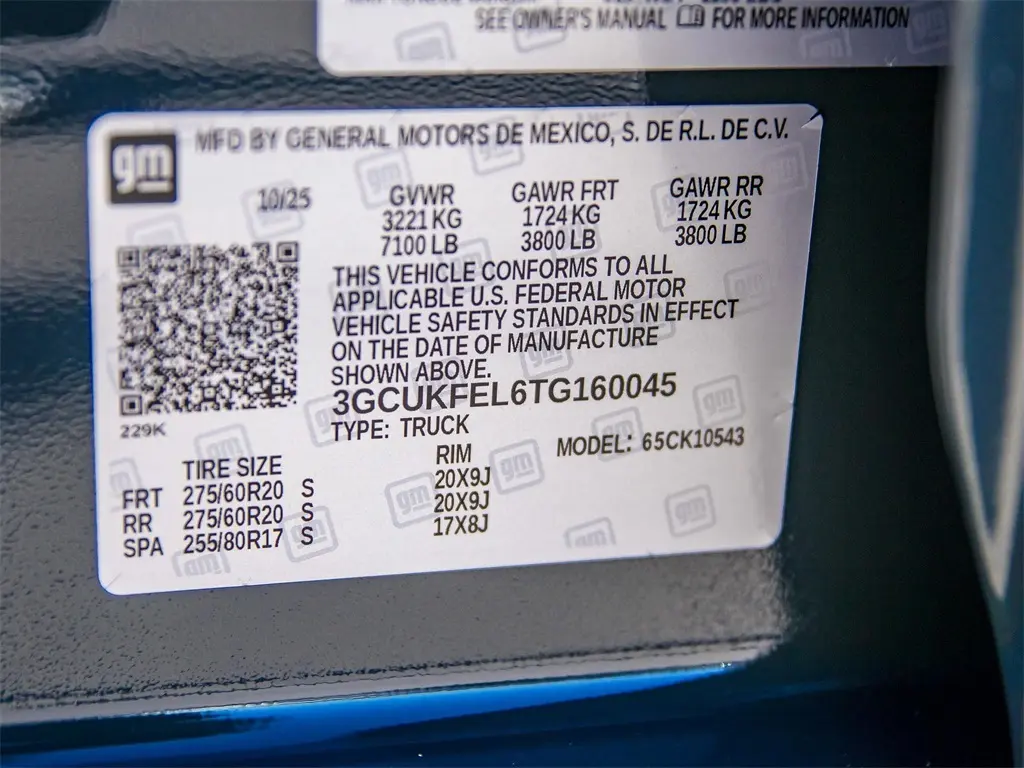 SEE OWNER'S MANUAL FOR MORE INFORMATION
gm MFD BY GENERAL MOTORS DE MEXICO, S. DE R.L. DE C.V.
10/25 GVWR GAWR FRT GAWR RR
3221 KG 1724 KG 1724 KG
7100 LB 3800 LB 3800 LB
THIS VEHICLE CONFORMS TO ALL
APPLICABLE U.S. FEDERAL MOTOR
VEHICLE SAFETY STANDARDS IN EFFECT
ON THE DATE OF MANUFACTURE
SHOWN ABOVE.
3GCUKFEL6TG160045
229K
TYPE: TRUCK
MODEL: 65CK10543
TIRE SIZE RIM
FRT 275/60R20 S 20X9J
RR 275/60R20 S 20X9J
SPA 255/80R17 S 17X8J